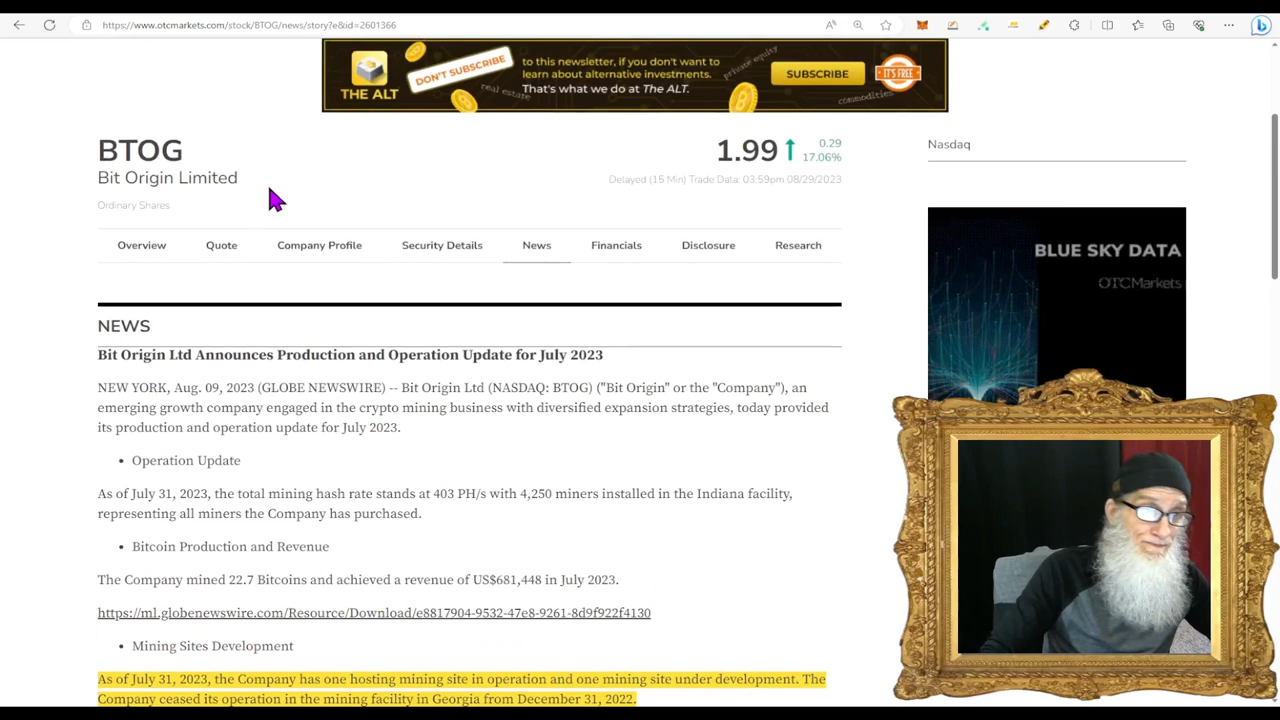 https://www.otcmarkets.com/stock/BTOG/news/story?e&id=2601366
THE ALT
DON'T SUBSCRIBE
to this newsletter, if you don't want to
learn about alternative investments.
That's what we do at The ALT.
real estate
private equity
commodities
SUBSCRIBE
IT'S FREE
BTOG
Bit Origin Limited
Ordinary Shares
1.99
0.29
17.06%
Delayed (15 Min) Trade Data: 03:59pm 08/29/2023
Nasdaq
Overview
Quote
Company Profile
Security Details
News
Financials
Disclosure
Research
BLUE SKY DATA
OTCMarkets
NEWS
Bit Origin Ltd Announces Production and Operation Update for July 2023
NEW YORK, Aug. 09, 2023 (GLOBE NEWSWIRE) -- Bit Origin Ltd (NASDAQ: BTOG) ("Bit Origin" or the "Company"), an
emerging growth company engaged in the crypto mining business with diversified expansion strategies, today provided
its production and operation update for July 2023.
• Operation Update
As of July 31, 2023, the total mining hash rate stands at 403 PH/s with 4,250 miners installed in the Indiana facility,
representing all miners the Company has purchased.
• Bitcoin Production and Revenue
The Company mined 22.7 Bitcoins and achieved a revenue of US$681,448 in July 2023.
https://ml.globenewswire.com/Resource/Download/e8817904-9532-47e8-9261-8d9f922f4130
• Mining Sites Development
As of July 31, 2023, the Company has one hosting mining site in operation and one mining site under development. The
Company ceased its operation in the mining facility in Georgia from December 31, 2022.